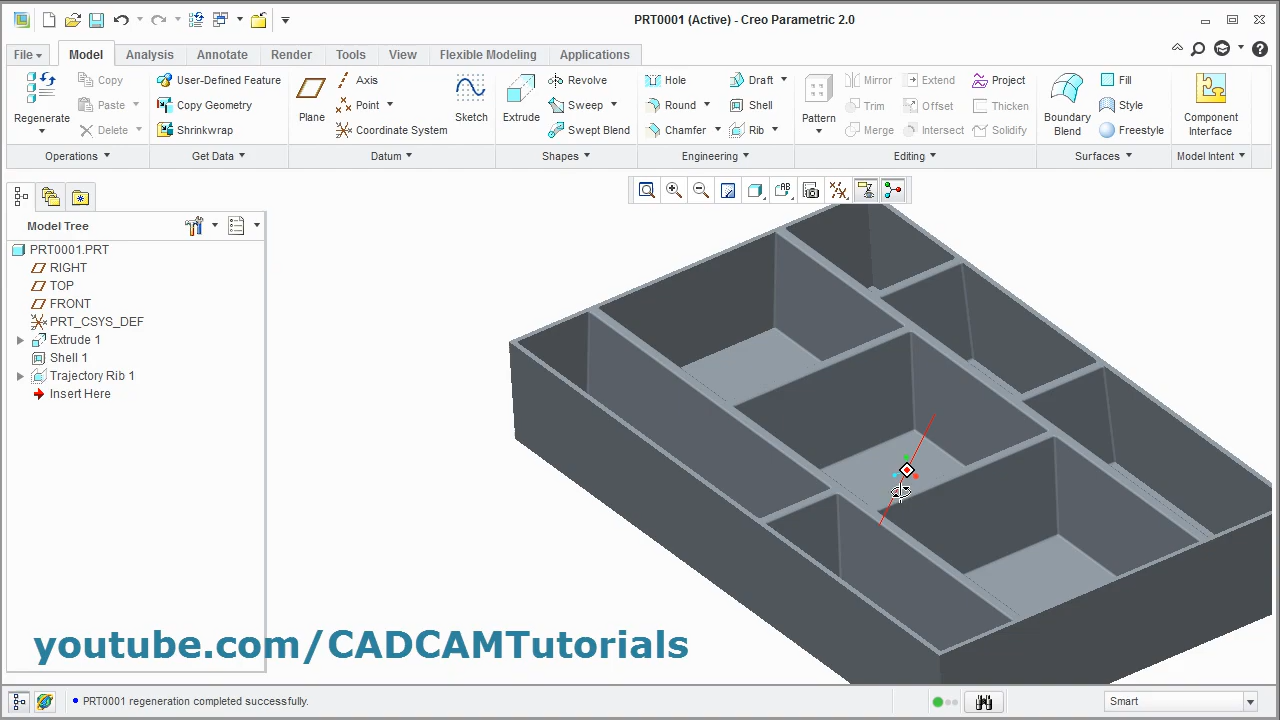 PRT0001 (Active) - Creo Parametric 2.0
File Model Analysis Annotate Render Tools View Flexible Modeling Applications
Regenerate Copy Paste Delete User-Defined Feature Copy Geometry Shrinkwrap Plane Axis Point Coordinate System Sketch Extrude Revolve Sweep Swept Blend Hole Round Chamfer Draft Shell Rib Pattern Mirror Trim Merge Extend Offset Intersect Project Thicken Solidify Boundary Blend Fill Style Freestyle Component Interface
Operations Get Data Datum Shapes Engineering Editing Surfaces Model Intent
Model Tree
PRT0001.PRT
RIGHT
TOP
FRONT
PRT_CSYS_DEF
Extrude 1
Shell 1
Trajectory Rib 1
Insert Here
youtube.com/CADCAMTutorials
PRT0001 regeneration completed successfully. Smart